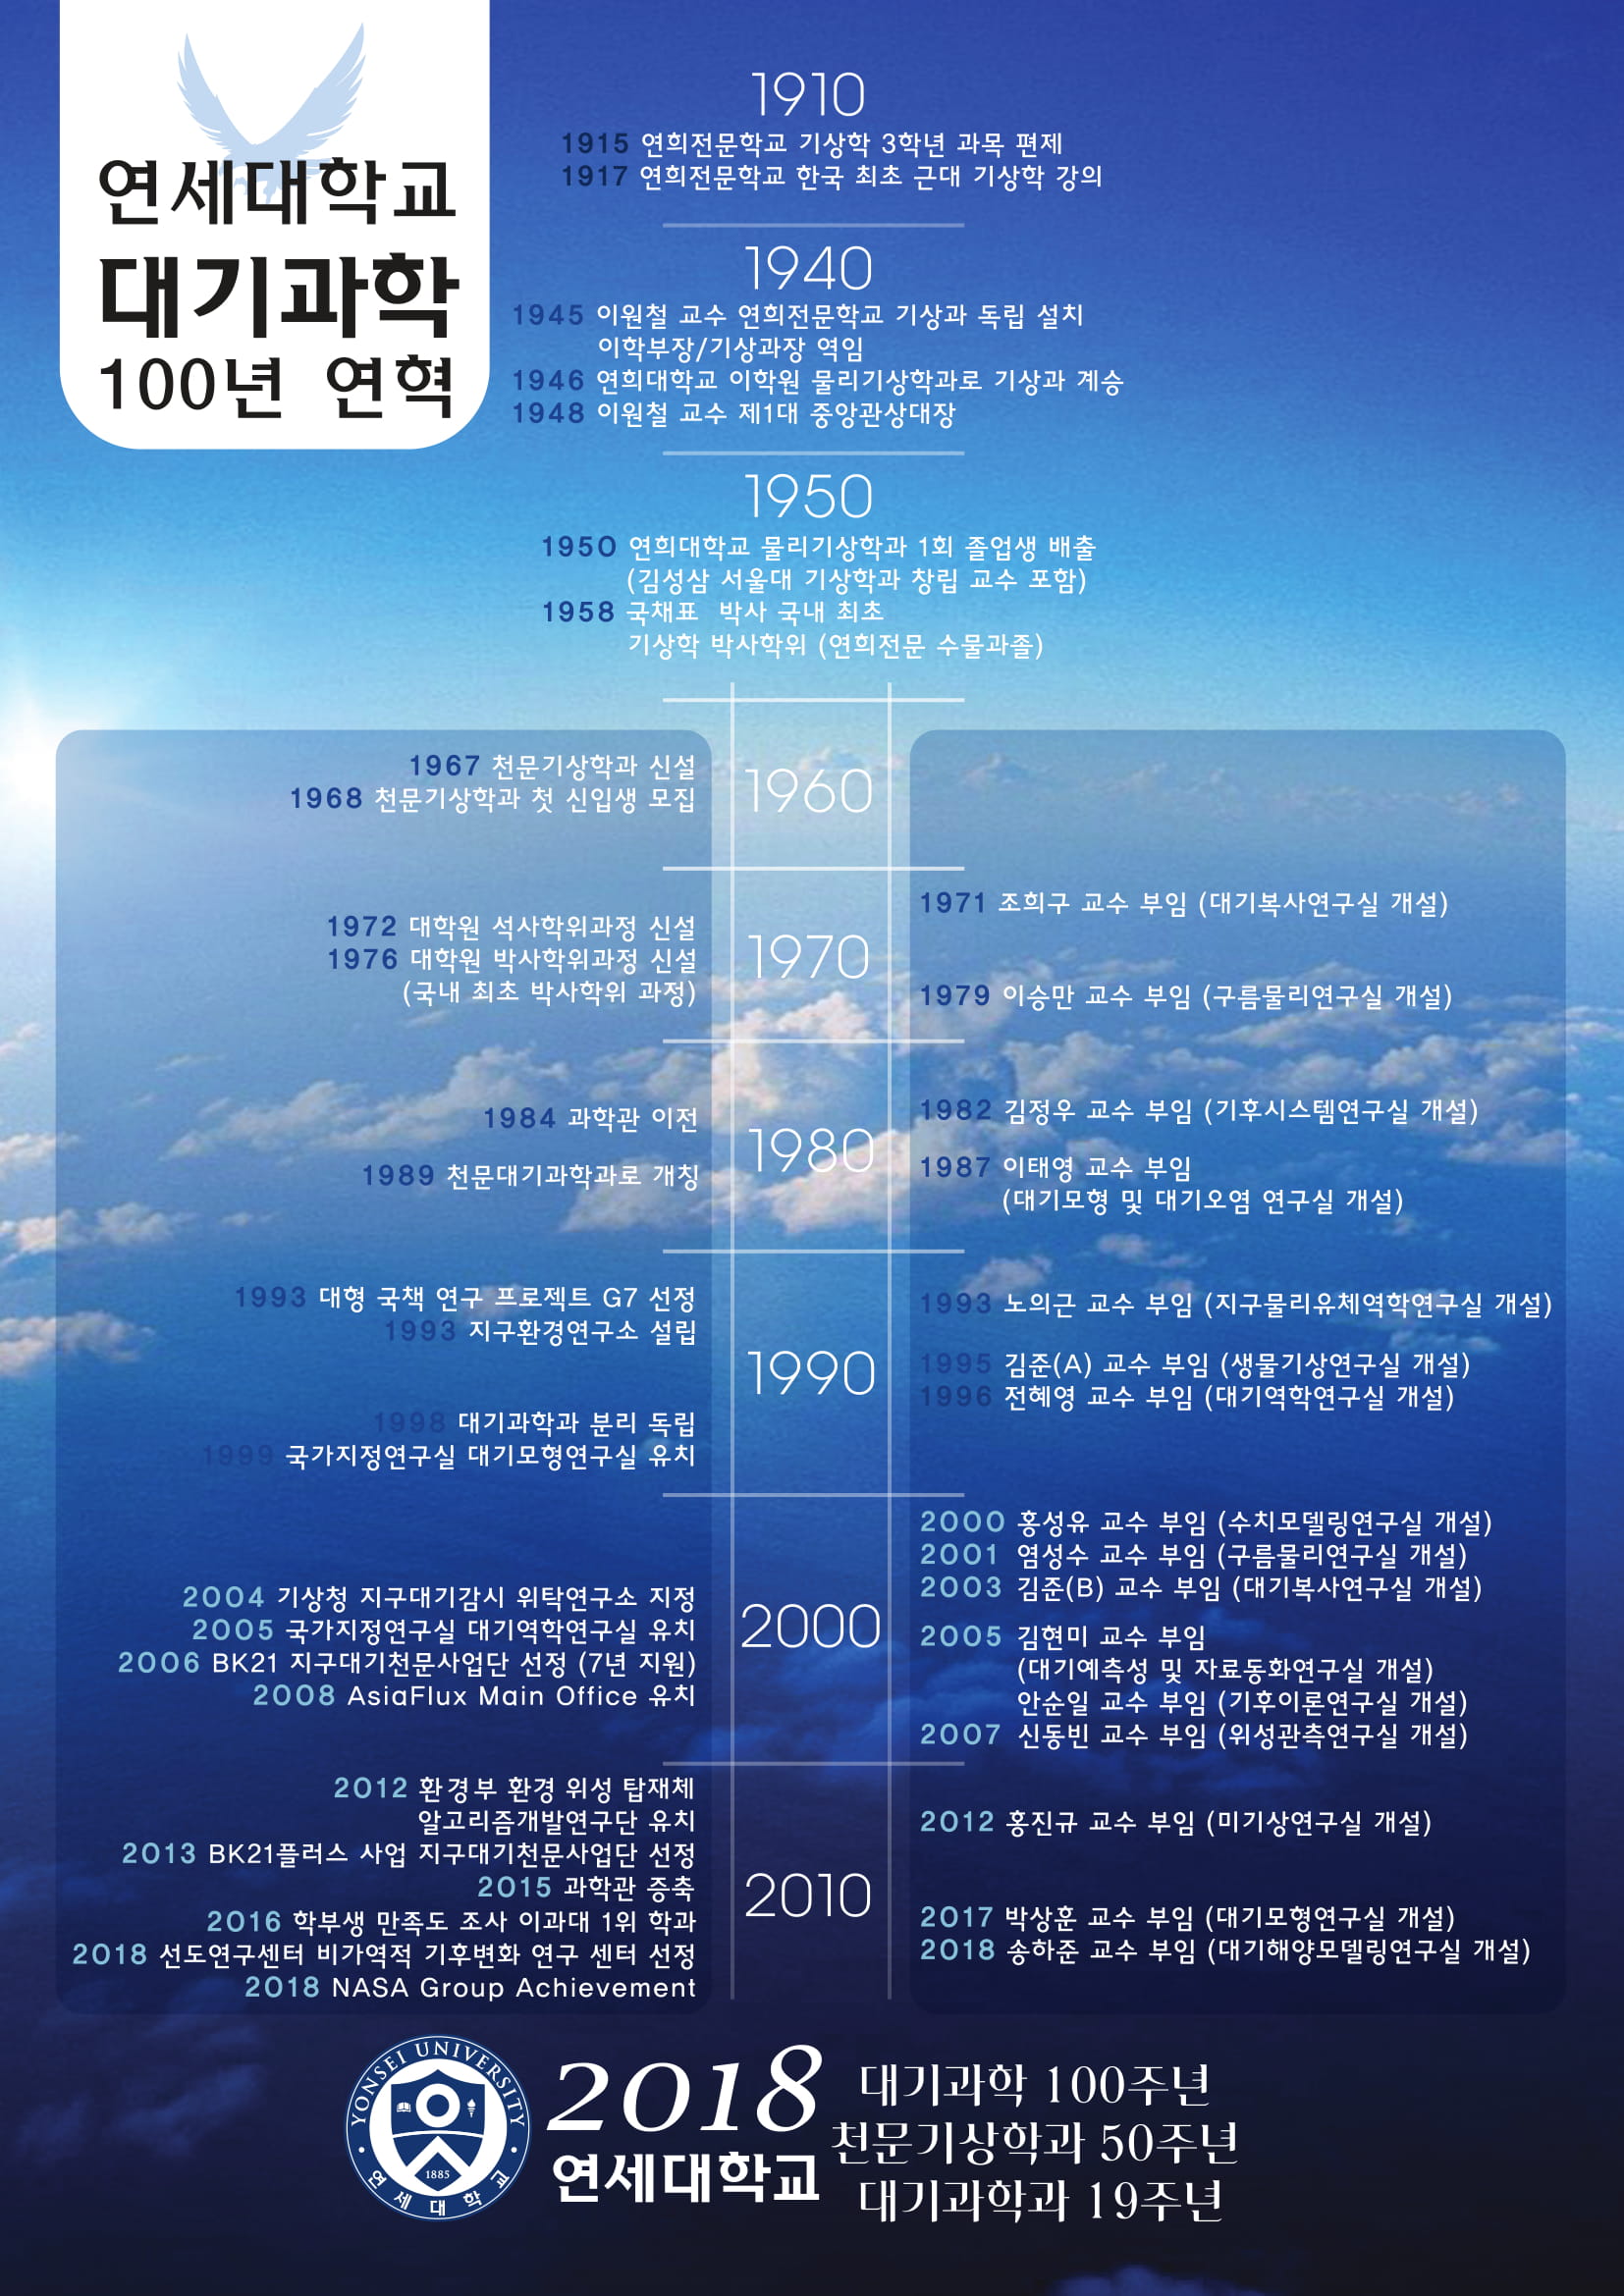 연세대학교
대기과학
100년 연혁
1910
1915 연희전문학교 기상학 3학년 과목 편제
1917 연희전문학교 한국 최초 근대 기상학 강의
1940
1945 이원철 교수 연희전문학교 기상과 독립 설치
이학부장/기상과장 역임
1946 연희대학교 이학원 물리기상학과로 기상과 계승
1948 이원철 교수 제1대 중앙관상대장
1950
1950 연희대학교 물리기상학과 1회 졸업생 배출
(김성삼 서울대 기상학과 창립 교수 포함)
1958 국채표 박사 국내 최초
기상학 박사학위 (연희전문 수물과졸)
1960
1967 천문기상학과 신설
1968 천문기상학과 첫 신입생 모집
1970
1972 대학원 석사학위과정 신설
1976 대학원 박사학위과정 신설
(국내 최초 박사학위 과정)
1971 조희구 교수 부임 (대기복사연구실 개설)
1979 이승만 교수 부임 (구름물리연구실 개설)
1980
1984 과학관 이전
1989 천문대기과학과로 개칭
1982 김정우 교수 부임 (기후시스템연구실 개설)
1987 이태영 교수 부임
(대기모형 및 대기오염 연구실 개설)
1990
1993 대형 국책 연구 프로젝트 G7 선정
1993 지구환경연구소 설립
1998 대기과학과 분리 독립
1999 국가지정연구실 대기모형연구실 유치
1993 노의근 교수 부임 (지구물리유체역학연구실 개설)
1995 김준(A) 교수 부임 (생물기상연구실 개설)
1996 전혜영 교수 부임 (대기역학연구실 개설)
2000
2004 기상청 지구대기감시 위탁연구소 지정
2005 국가지정연구실 대기역학연구실 유치
2006 BK21 지구대기천문사업단 선정 (7년 지원)
2008 AsiaFlux Main Office 유치
2000 홍성유 교수 부임 (수치모델링연구실 개설)
2001 염성수 교수 부임 (구름물리연구실 개설)
2003 김준(B) 교수 부임 (대기복사연구실 개설)
2005 김현미 교수 부임
(대기예측성 및 자료동화연구실 개설)
안순일 교수 부임 (기후이론연구실 개설)
2007 신동빈 교수 부임 (위성관측연구실 개설)
2010
2012 환경부 환경 위성 탑재체
알고리즘개발연구단 유치
2013 BK21플러스 사업 지구대기천문사업단 선정
2015 과학관 증축
2016 학부생 만족도 조사 이과대 1위 학과
2018 선도연구센터 비가역적 기후변화 연구 센터 선정
2018 NASA Group Achievement
2012 홍진규 교수 부임 (미기상연구실 개설)
2017 박상훈 교수 부임 (대기모형연구실 개설)
2018 송하준 교수 부임 (대기해양모델링연구실 개설)
YONSEI UNIVERSITY
1885
연세대학교
2018
연세대학교
대기과학 100주년
천문기상학과 50주년
대기과학과 19주년